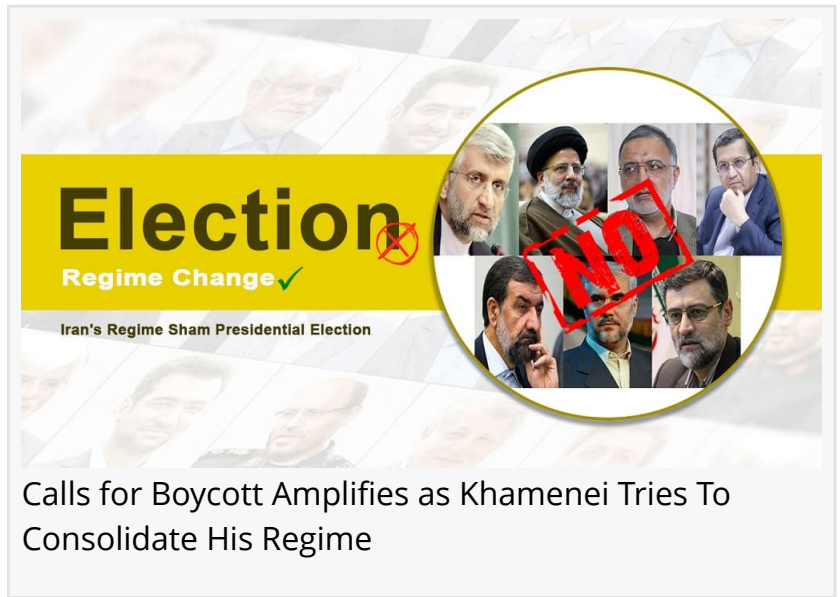 Election
Regime Change
Iran's Regime Sham Presidential Election
NO
Calls for Boycott Amplifies as Khamenei Tries To
Consolidate His Regime